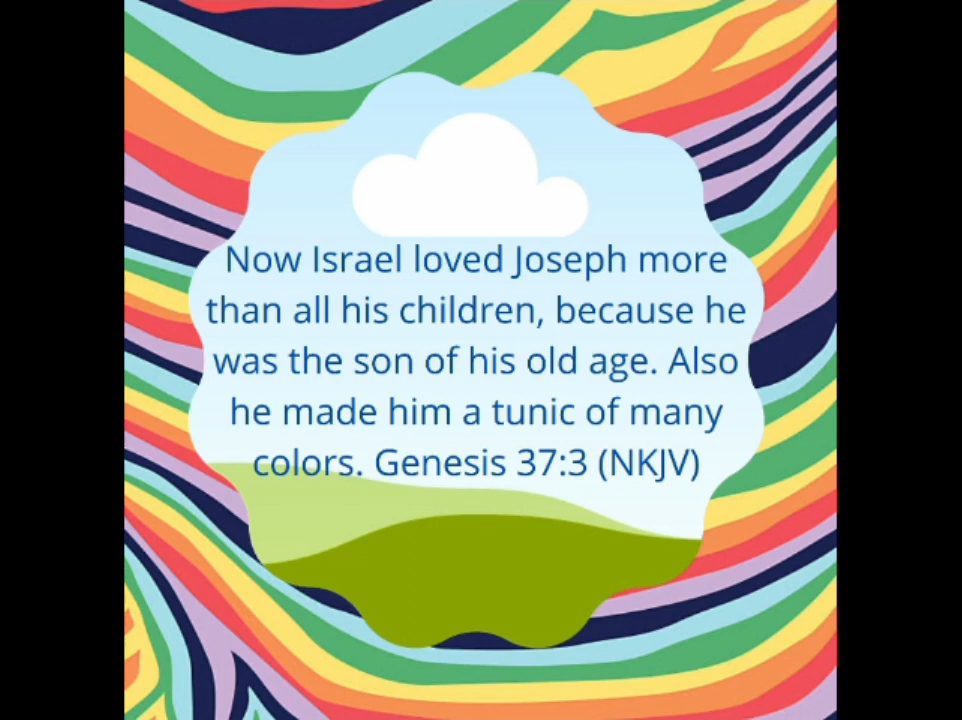 Now Israel loved Joseph more
than all his children, because he
was the son of his old age. Also
he made him a tunic of many
colors. Genesis 37:3 (NKJV)